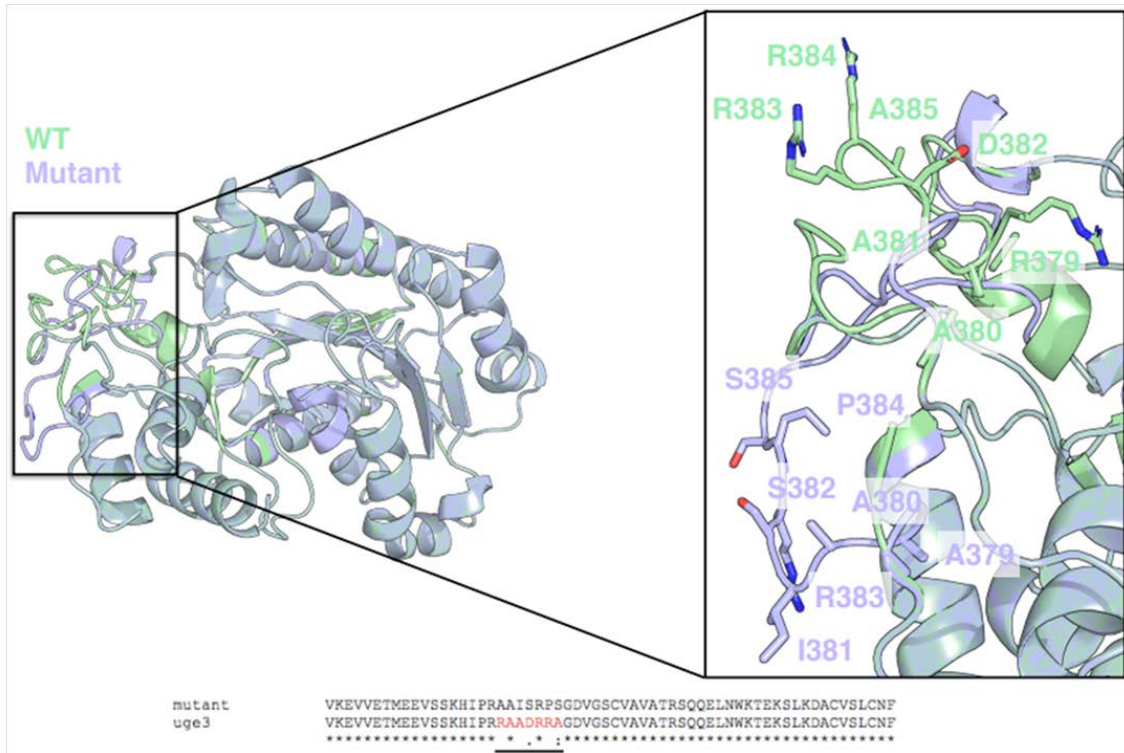 WT
Mutant
R384
R383
A385
D382
A381
R379
A380
S385
P384
S382
A380
A379
R383
I381
mutant VKEVVETMEEVSSKHIPRAAISRPSGDVGSCVAVATRSQQELNWKTEKSLKDACVSLCNF
uge3 VKEVVETMEEVSSKHIPRRAADRRAGDVGSCVAVATRSQQELNWKTEKSLKDACVSLCNF
****************** * .* :***********************************